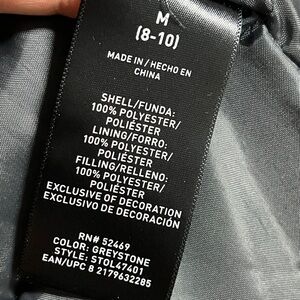 M
(8-10)
MADE IN / HECHO EN
CHINA
SHELL/FUNDA:
100% POLYESTER/
POLIÉSTER
LINING/FORRO:
100% POLYESTER/
POLIÉSTER
FILLING/RELLENO:
100% POLYESTER/
POLIÉSTER
EXCLUSIVE OF DECORATION
EXCLUSIVO DE DECORACIÓN
RN# 52469
COLOR: GREYSTONE
STYLE: STOL47401
EAN/UPC 8 2179632285